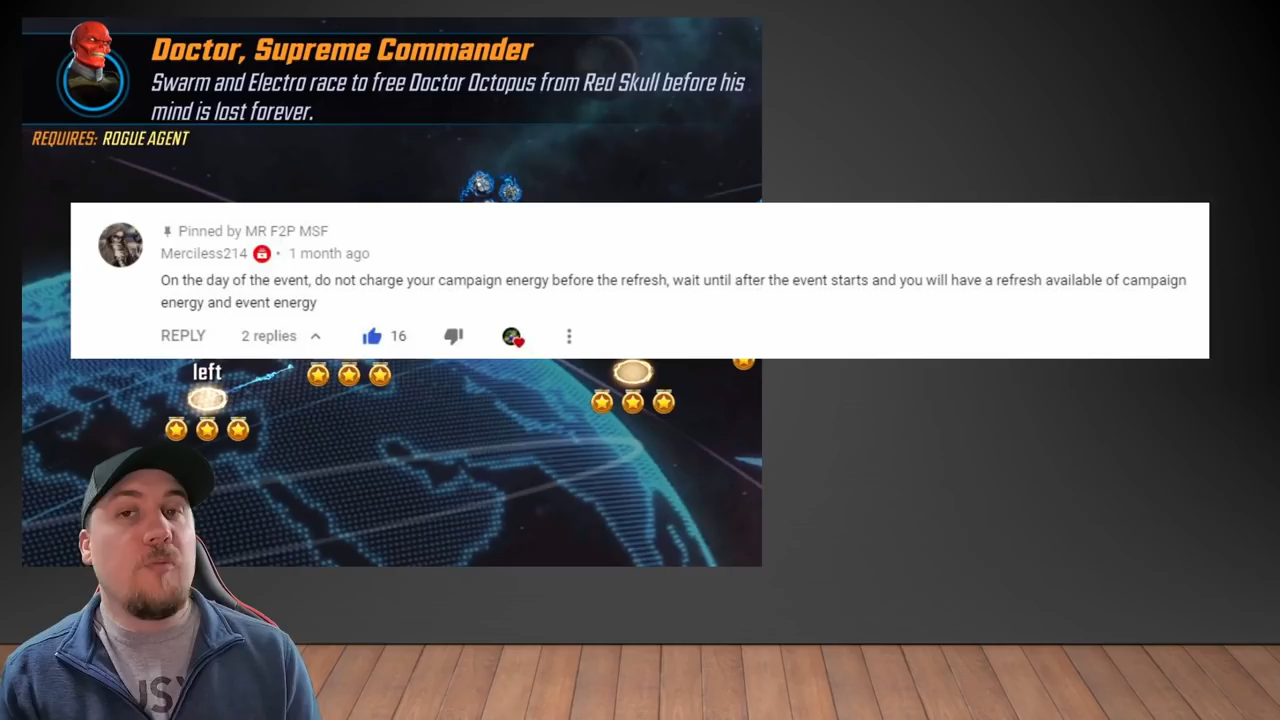 Doctor, Supreme Commander
Swarm and Electro race to free Doctor Octopus from Red Skull before his
mind is lost forever.
REQUIRES: ROGUE AGENT
Pinned by MR F2P MSF
Merciless214 • 1 month ago
On the day of the event, do not charge your campaign energy before the refresh, wait until after the event starts and you will have a refresh available of campaign
energy and event energy
REPLY 2 replies 16
left